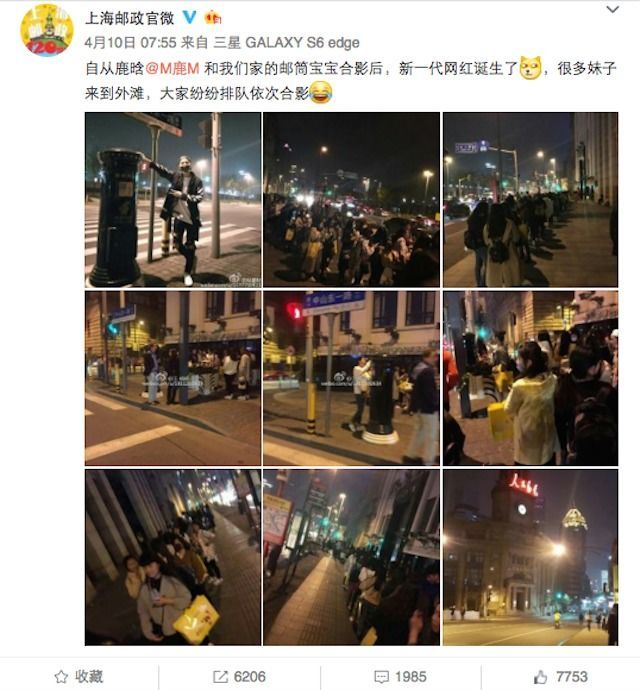 上海邮政官微
4月10日 07:55 来自 三星 GALAXY S6 edge
自从鹿晗@M鹿M 和我们家的邮筒宝宝合影后，新一代网红诞生了，很多妹子
来到外滩，大家纷纷排队依次合影
中山东一路
收藏
6206
1985
7753